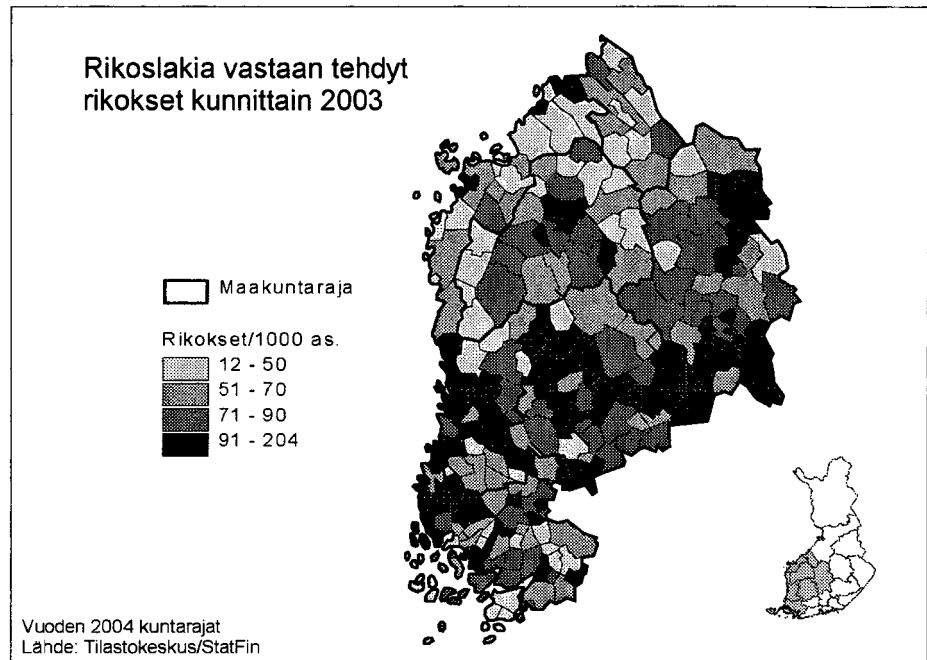 Rikoslakia vastaan tehdyt
rikokset kunnittain 2003
Maakuntaraja
Rikokset/1000 as.
12 - 50
51 - 70
71 - 90
91 - 204
Vuoden 2004 kuntarajat
Lähde: Tilastokeskus/StatFin